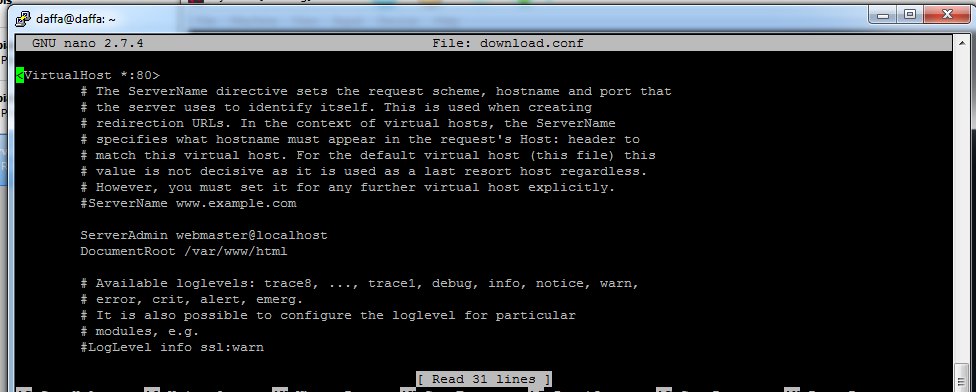 daffa@daffa: ~
GNU nano 2.7.4 File: download.conf
<VirtualHost *:80>
# The ServerName directive sets the request scheme, hostname and port that
# the server uses to identify itself. This is used when creating
# redirection URLs. In the context of virtual hosts, the ServerName
# specifies what hostname must appear in the request's Host: header to
# match this virtual host. For the default virtual host (this file) this
# value is not decisive as it is used as a last resort host regardless.
# However, you must set it for any further virtual host explicitly.
#ServerName www.example.com
ServerAdmin webmaster@localhost
DocumentRoot /var/www/html
# Available loglevels: trace8, ..., trace1, debug, info, notice, warn,
# error, crit, alert, emerg.
# It is also possible to configure the loglevel for particular
# modules, e.g.
#LogLevel info ssl:warn
[ Read 31 lines ]